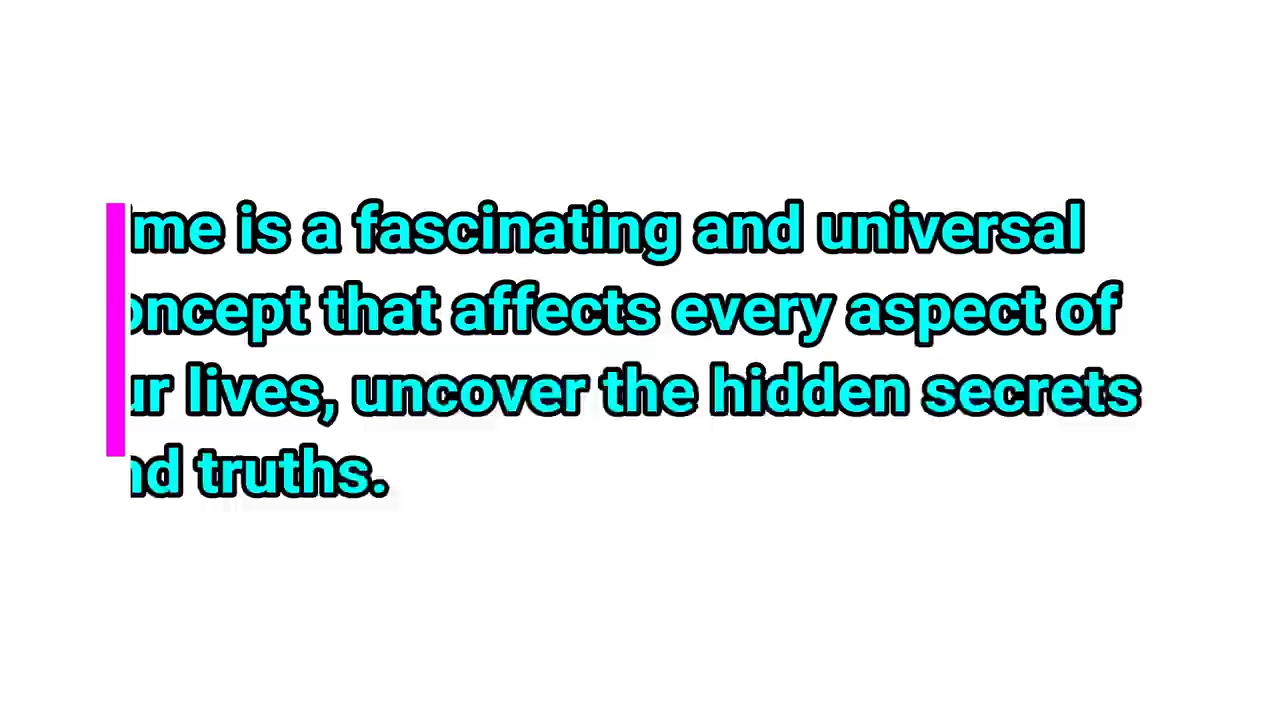 me is a fascinating and universal
oncept that affects every aspect of
ur lives, uncover the hidden secrets
nd truths.